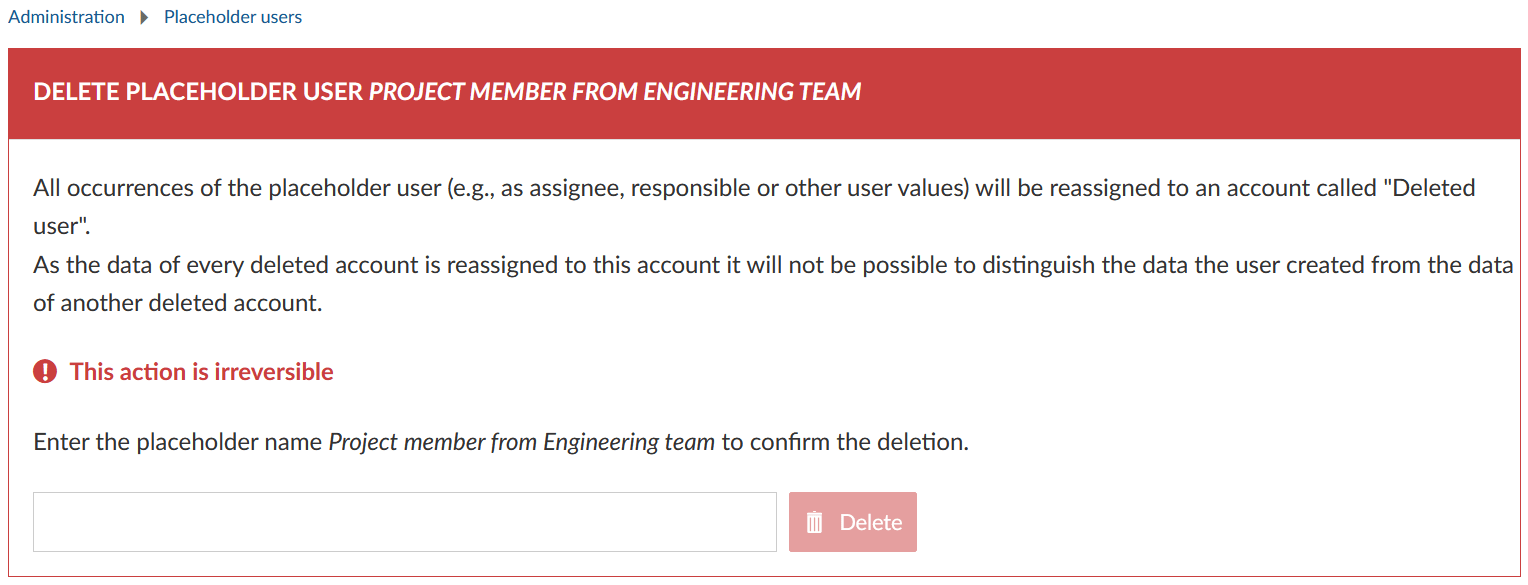 Administration Placeholder users
DELETE PLACEHOLDER USER PROJECT MEMBER FROM ENGINEERING TEAM
All occurrences of the placeholder user (e.g., as assignee, responsible or other user values) will be reassigned to an account called "Deleted
user".
As the data of every deleted account is reassigned to this account it will not be possible to distinguish the data the user created from the data
of another deleted account.
This action is irreversible
Enter the placeholder name Project member from Engineering team to confirm the deletion.
Delete